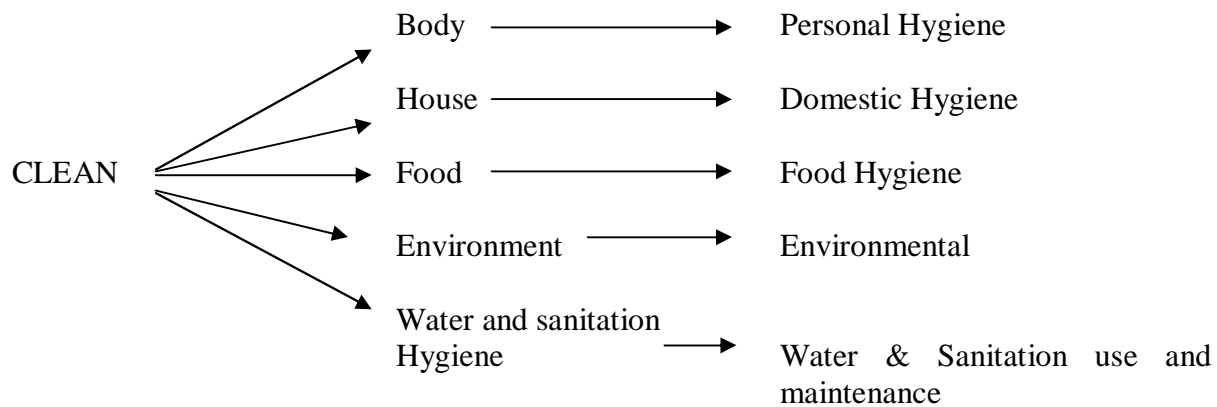 Body Personal Hygiene
House Domestic Hygiene
CLEAN Food Food Hygiene
Environment Environmental
Water and sanitation
Hygiene
Water & Sanitation use and
maintenance